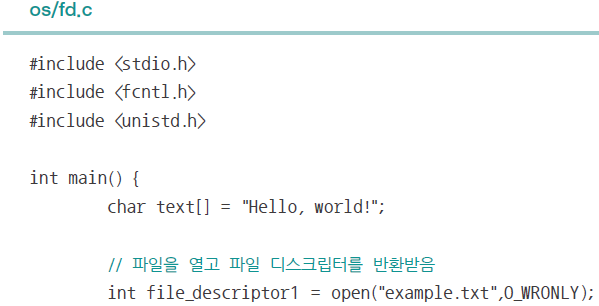 os/fd.c
#include <stdio.h>
#include <fcntl.h>
#include <unistd.h>
int main() {
char text[] = "Hello, world!";
// 파일을 열고 파일 디스크립터를 반환받음
int file_descriptor1 = open("example.txt",O_WRONLY);